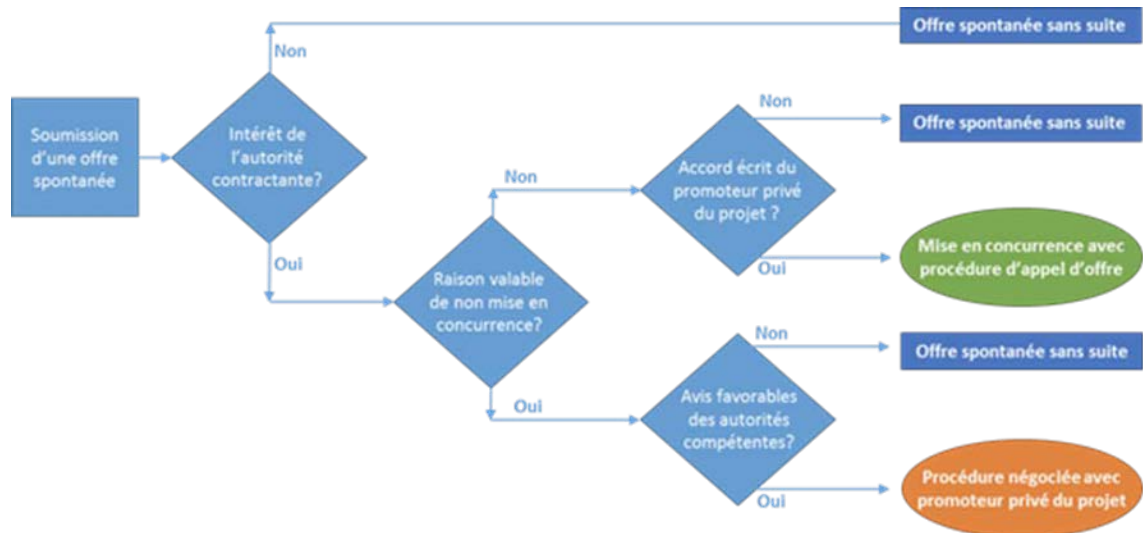 Offre spontanée sans suite
Non
Soumission
d'une offre
spontanée
Intérêt de
l'autorité
contractante?
Non
Offre spontanée sans suite
Accord écrit du
promoteur privé
du projet ?
Non
Mise en concurrence avec
procédure d'appel d'offre
Oui
Oui
Raison valable
de non mise en
concurrence?
Non
Offre spontanée sans suite
Avis favorables
des autorités
compétentes?
Oui
Procédure négociée avec
promoteur privé du projet
Oui